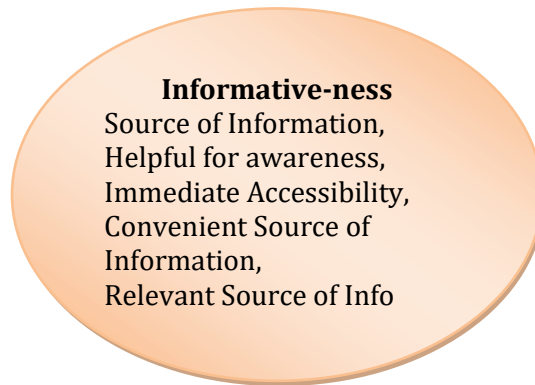 Informative-ness
Source of Information,
Helpful for awareness,
Immediate Accessibility,
Convenient Source of
Information,
Relevant Source of Info